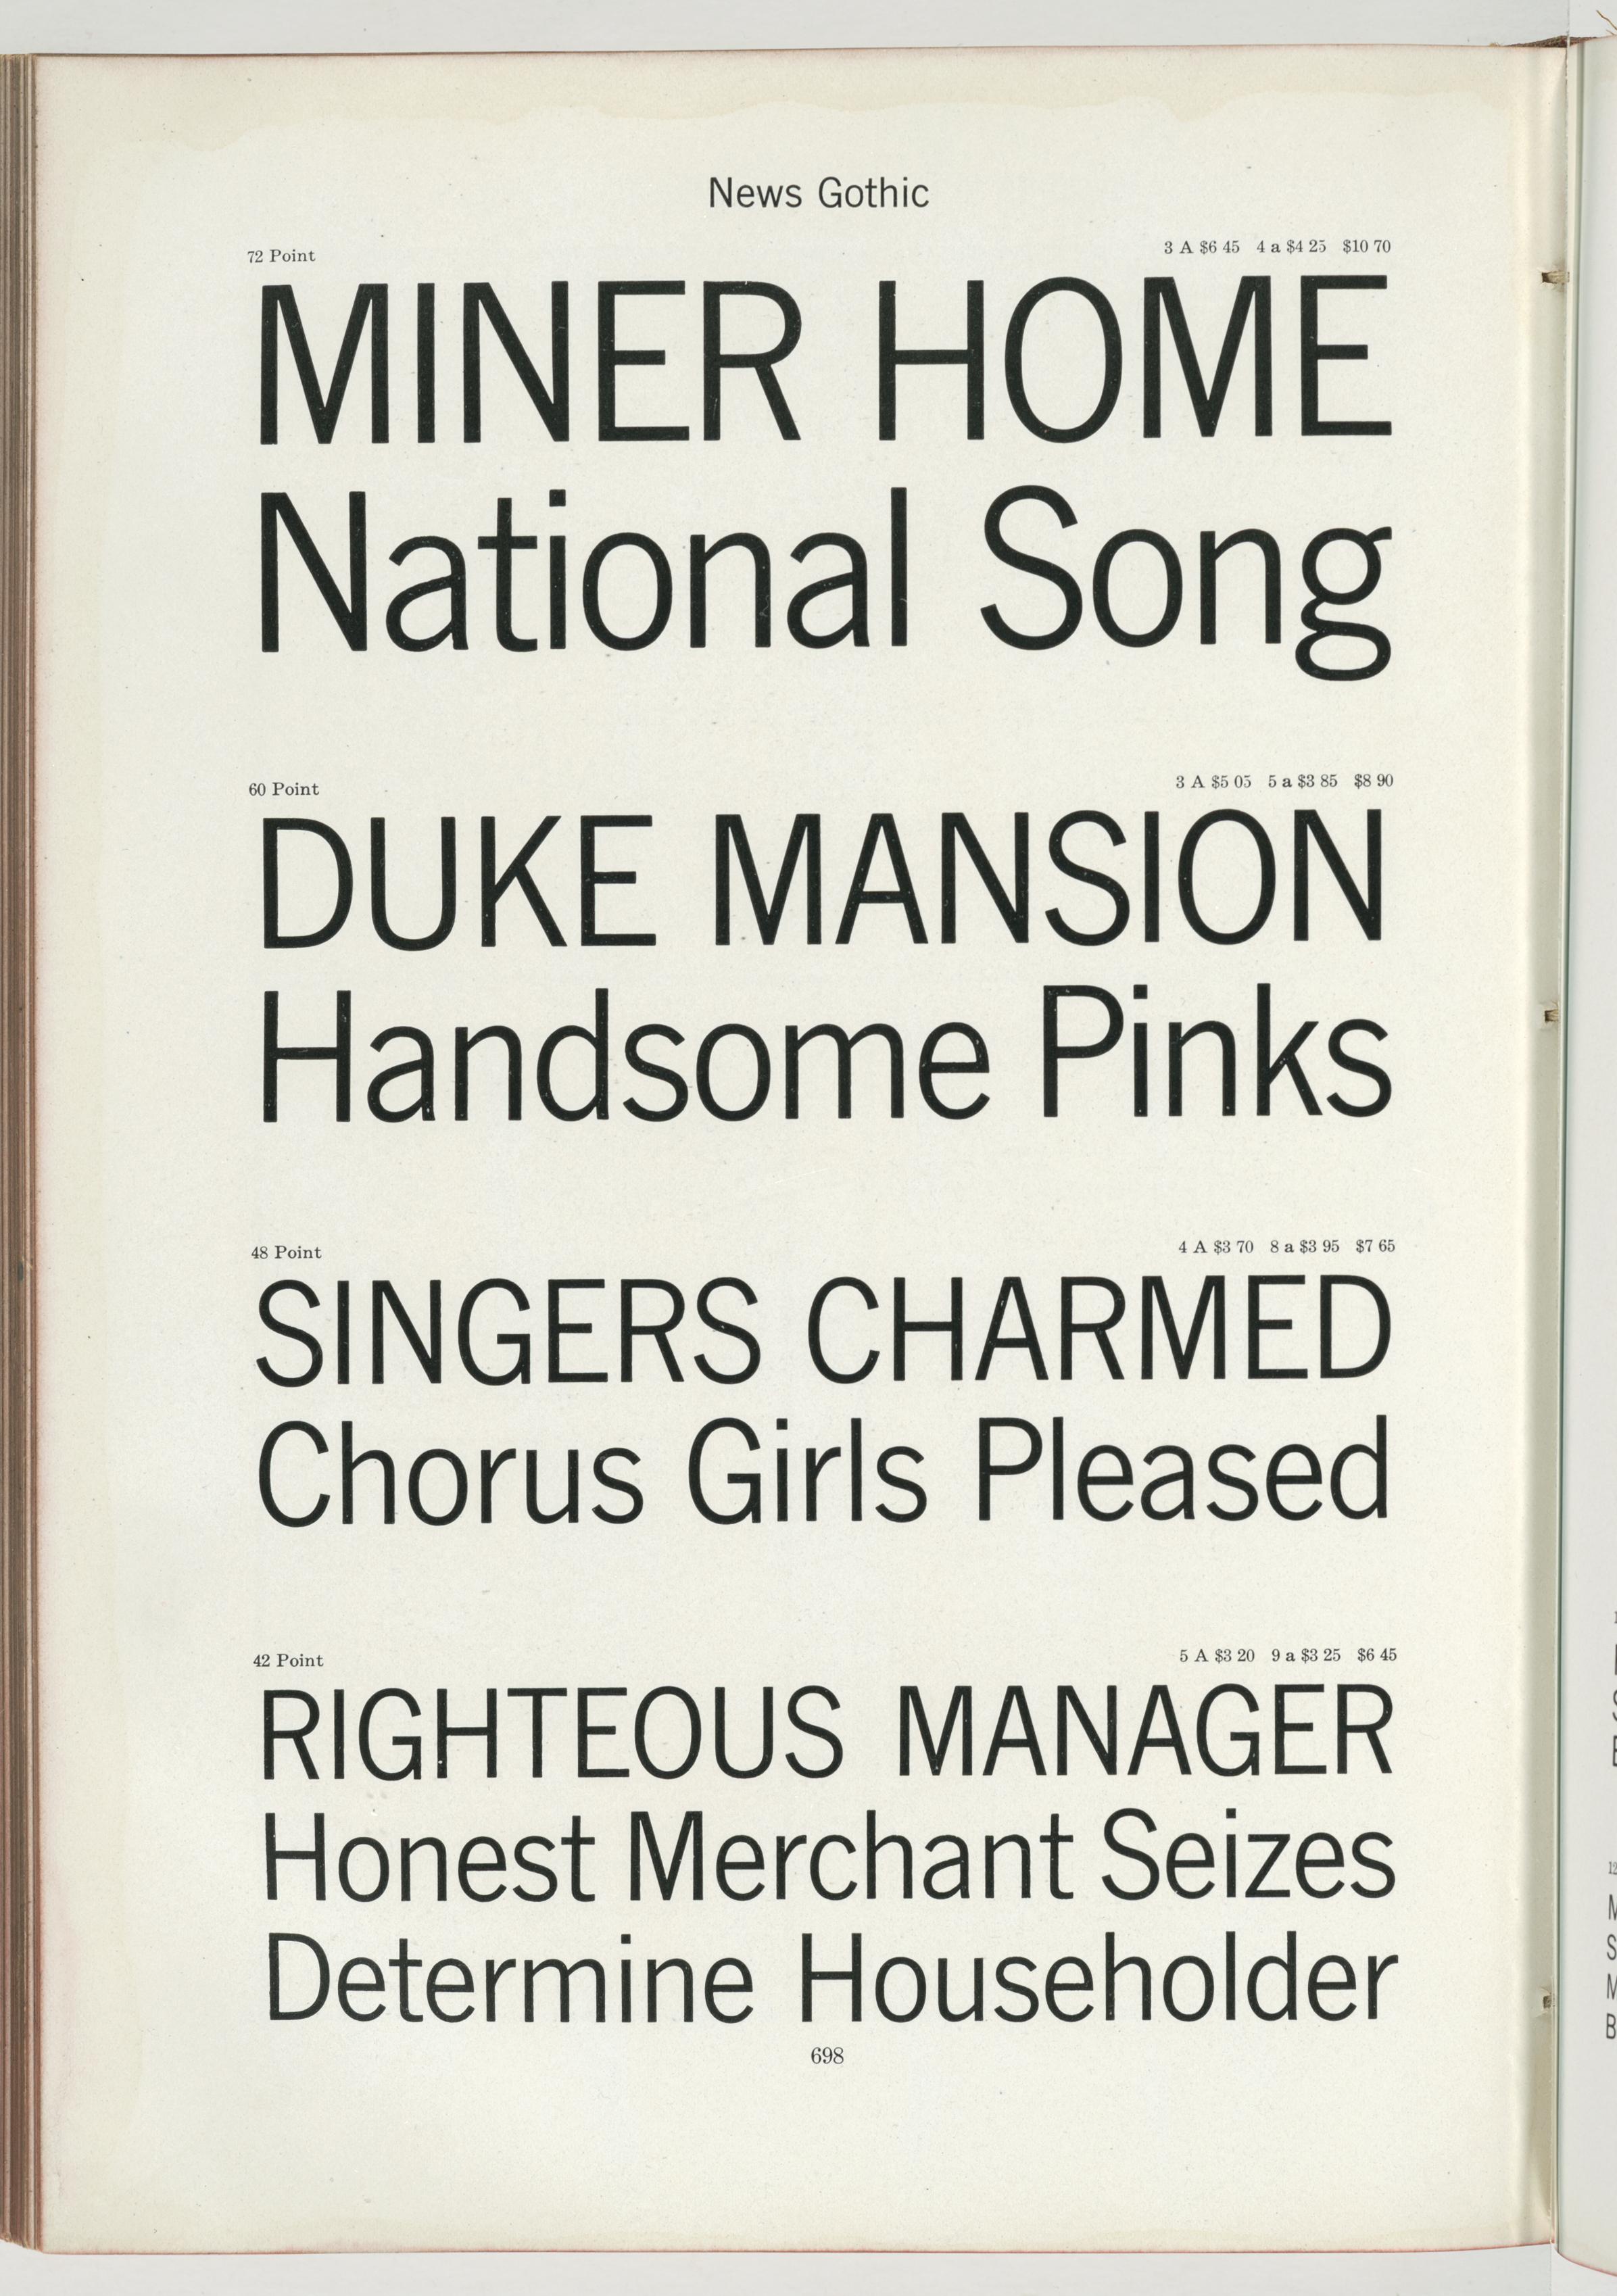 News Gothic
72 Point 3 A $6 45 4 a $4 25 $10 70
MINER HOME
National Song
60 Point 3 A $5 05 5 a $3 85 $8 90
DUKE MANSION
Handsome Pinks
48 Point 4 A $3 70 8 a $3 95 $7 65
SINGERS CHARMED
Chorus Girls Pleased
42 Point 5 A $3 20 9 a $3 25 $6 45
RIGHTEOUS MANAGER
Honest Merchant Seizes
Determine Householder
698